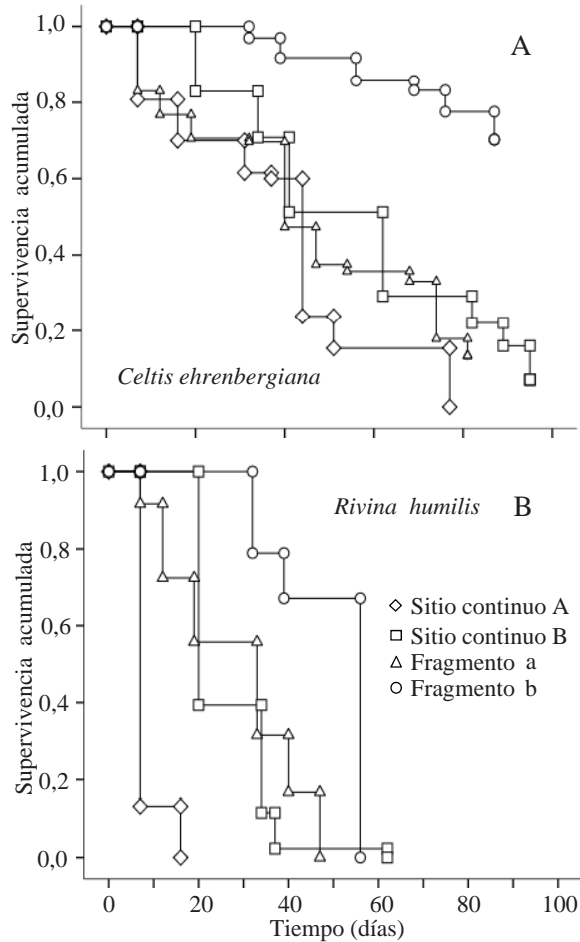 A
1,0
0,8
0,6
0,4
0,2
0,0
Supervivencia acumulada
Celtis ehrenbergiana
B
1,0
0,8
0,6
0,4
0,2
0,0
Supervivencia acumulada
Rivina humilis
Sitio continuo A
Sitio continuo B
Fragmento a
Fragmento b
0 20 40 60 80 100
Tiempo (días)